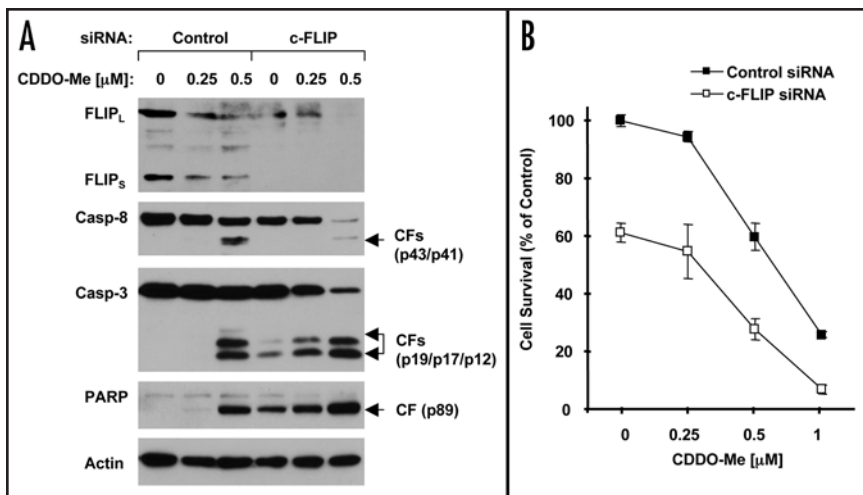 A
siRNA: Control c-FLIP
CDDO-Me [μM]: 0 0.25 0.5 0 0.25 0.5
FLIPL
FLIPS
Casp-8
CFs
(p43/p41)
Casp-3
CFs
(p19/p17/p12)
PARP
CF (p89)
Actin
B
Control siRNA
c-FLIP siRNA
Cell Survival (% of Control)
100
80
60
40
20
0
0 0.25 0.5 1
CDDO-Me [μM]